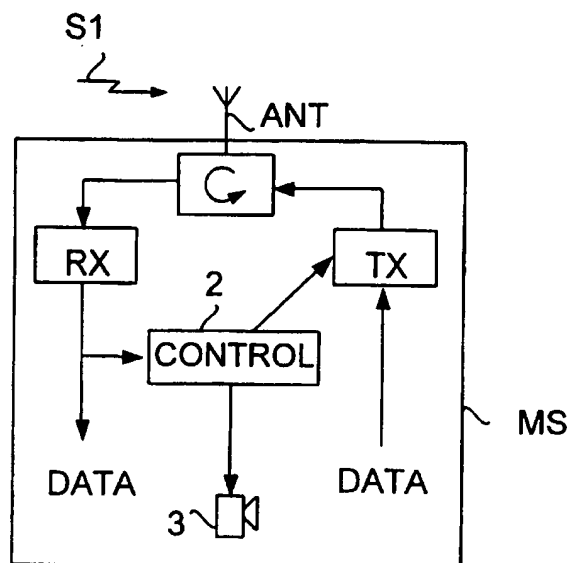 S1
ANT
RX
TX
2
CONTROL
MS
DATA
DATA
3